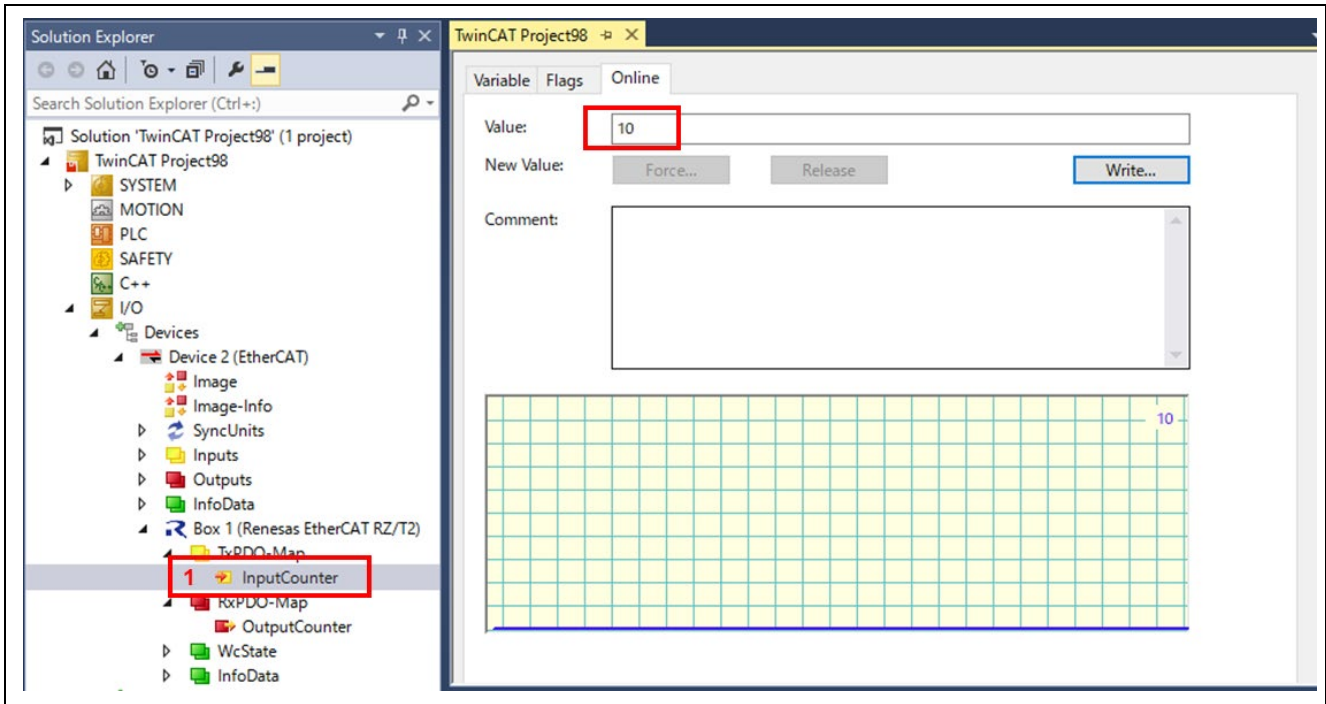 Solution Explorer
Search Solution Explorer (Ctrl+:)
Solution 'TwinCAT Project98' (1 project)
TwinCAT Project98
SYSTEM
MOTION
PLC
SAFETY
C++
I/O
Devices
Device 2 (EtherCAT)
Image
Image-Info
SyncUnits
Inputs
Outputs
InfoData
Box 1 (Renesas EtherCAT RZ/T2)
TxPDO-Map
1 InputCounter
RxPDO-Map
OutputCounter
WcState
InfoData
TwinCAT Project98
Variable Flags Online
Value: 10
New Value: Force... Release Write...
Comment:
10